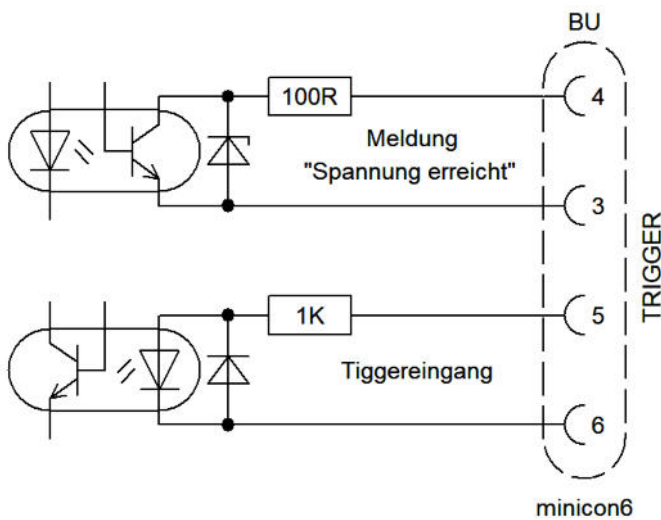 BU
100R
4
Meldung
"Spannung erreicht"
3
TRIGGER
1K
5
Tiggereingang
6
minicon6